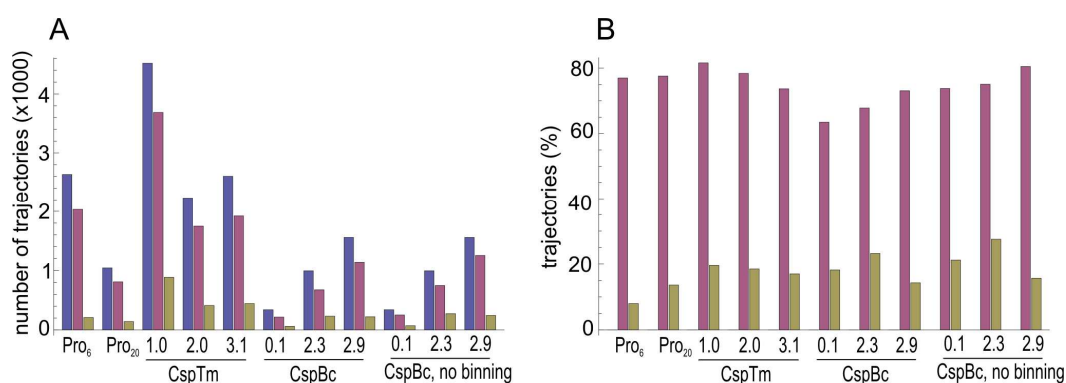 A
number of trajectories (x1000)
4
3
2
1
0
Pro6 Pro20 1.0 2.0 3.1 0.1 2.3 2.9 0.1 2.3 2.9
CspTm CspBc CspBc, no binning
B
trajectories (%)
80
60
40
20
0
Pro6 Pro20 1.0 2.0 3.1 0.1 2.3 2.9 0.1 2.3 2.9
CspTm CspBc CspBc, no binning